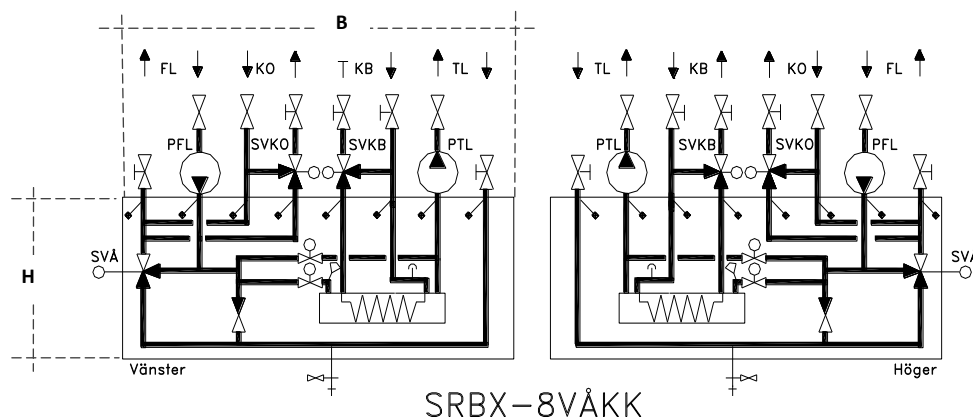 B
FL KO KB TL TL KB KO FL
PFL SVKO SVKB PTL PTL SVKB SVKO PFL
SVÅ SVÅ
H
Vänster Höger
SRBX-8VÅKK